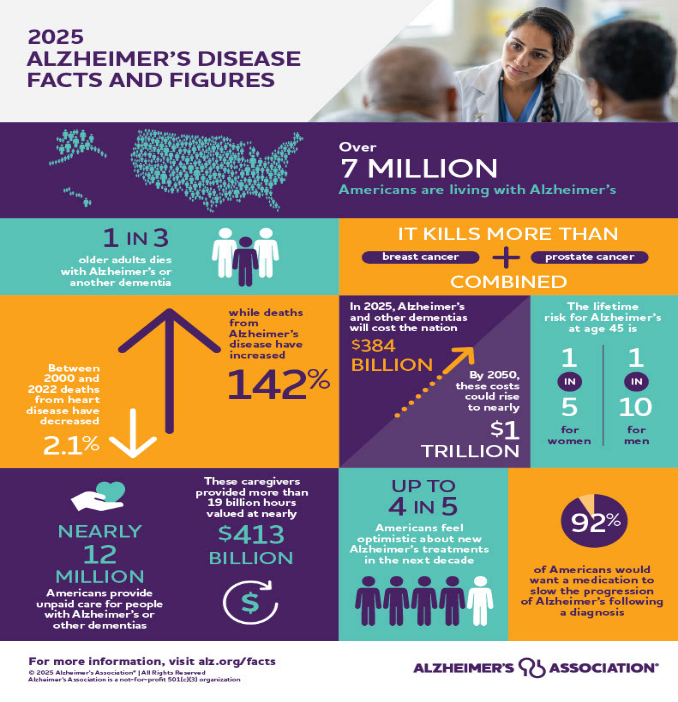 2025
ALZHEIMER'S DISEASE
FACTS AND FIGURES
Over
7 MILLION
Americans are living with Alzheimer's
1 IN 3
older adults dies
with Alzheimer's or
another dementia
IT KILLS MORE THAN
breast cancer + prostate cancer
COMBINED
Between
2000 and
2022 deaths
from heart
disease have
decreased
2.1%
while deaths
from
Alzheimer's
disease have
increased
142%
In 2025, Alzheimer's
and other dementias
will cost the nation
$384
BILLION
By 2050,
these costs
could rise
to nearly
$1
TRILLION
The lifetime
risk for Alzheimer's
at age 45 is
1
IN
5
for
women
1
IN
10
for
men
NEARLY
12
MILLION
Americans provide
unpaid care for people
with Alzheimer's or
other dementias
These caregivers
provided more than
19 billion hours
valued at nearly
$413
BILLION
$
UP TO
4 IN 5
Americans feel
optimistic about new
Alzheimer's treatments
in the next decade
92%
of Americans would
want a medication to
slow the progression
of Alzheimer's following
a diagnosis
For more information, visit alz.org/facts
© 2025 Alzheimer's Association® | All Rights Reserved
Alzheimer's Association is a not-for-profit 501(c)(3) organization
ALZHEIMER'S ASSOCIATION®